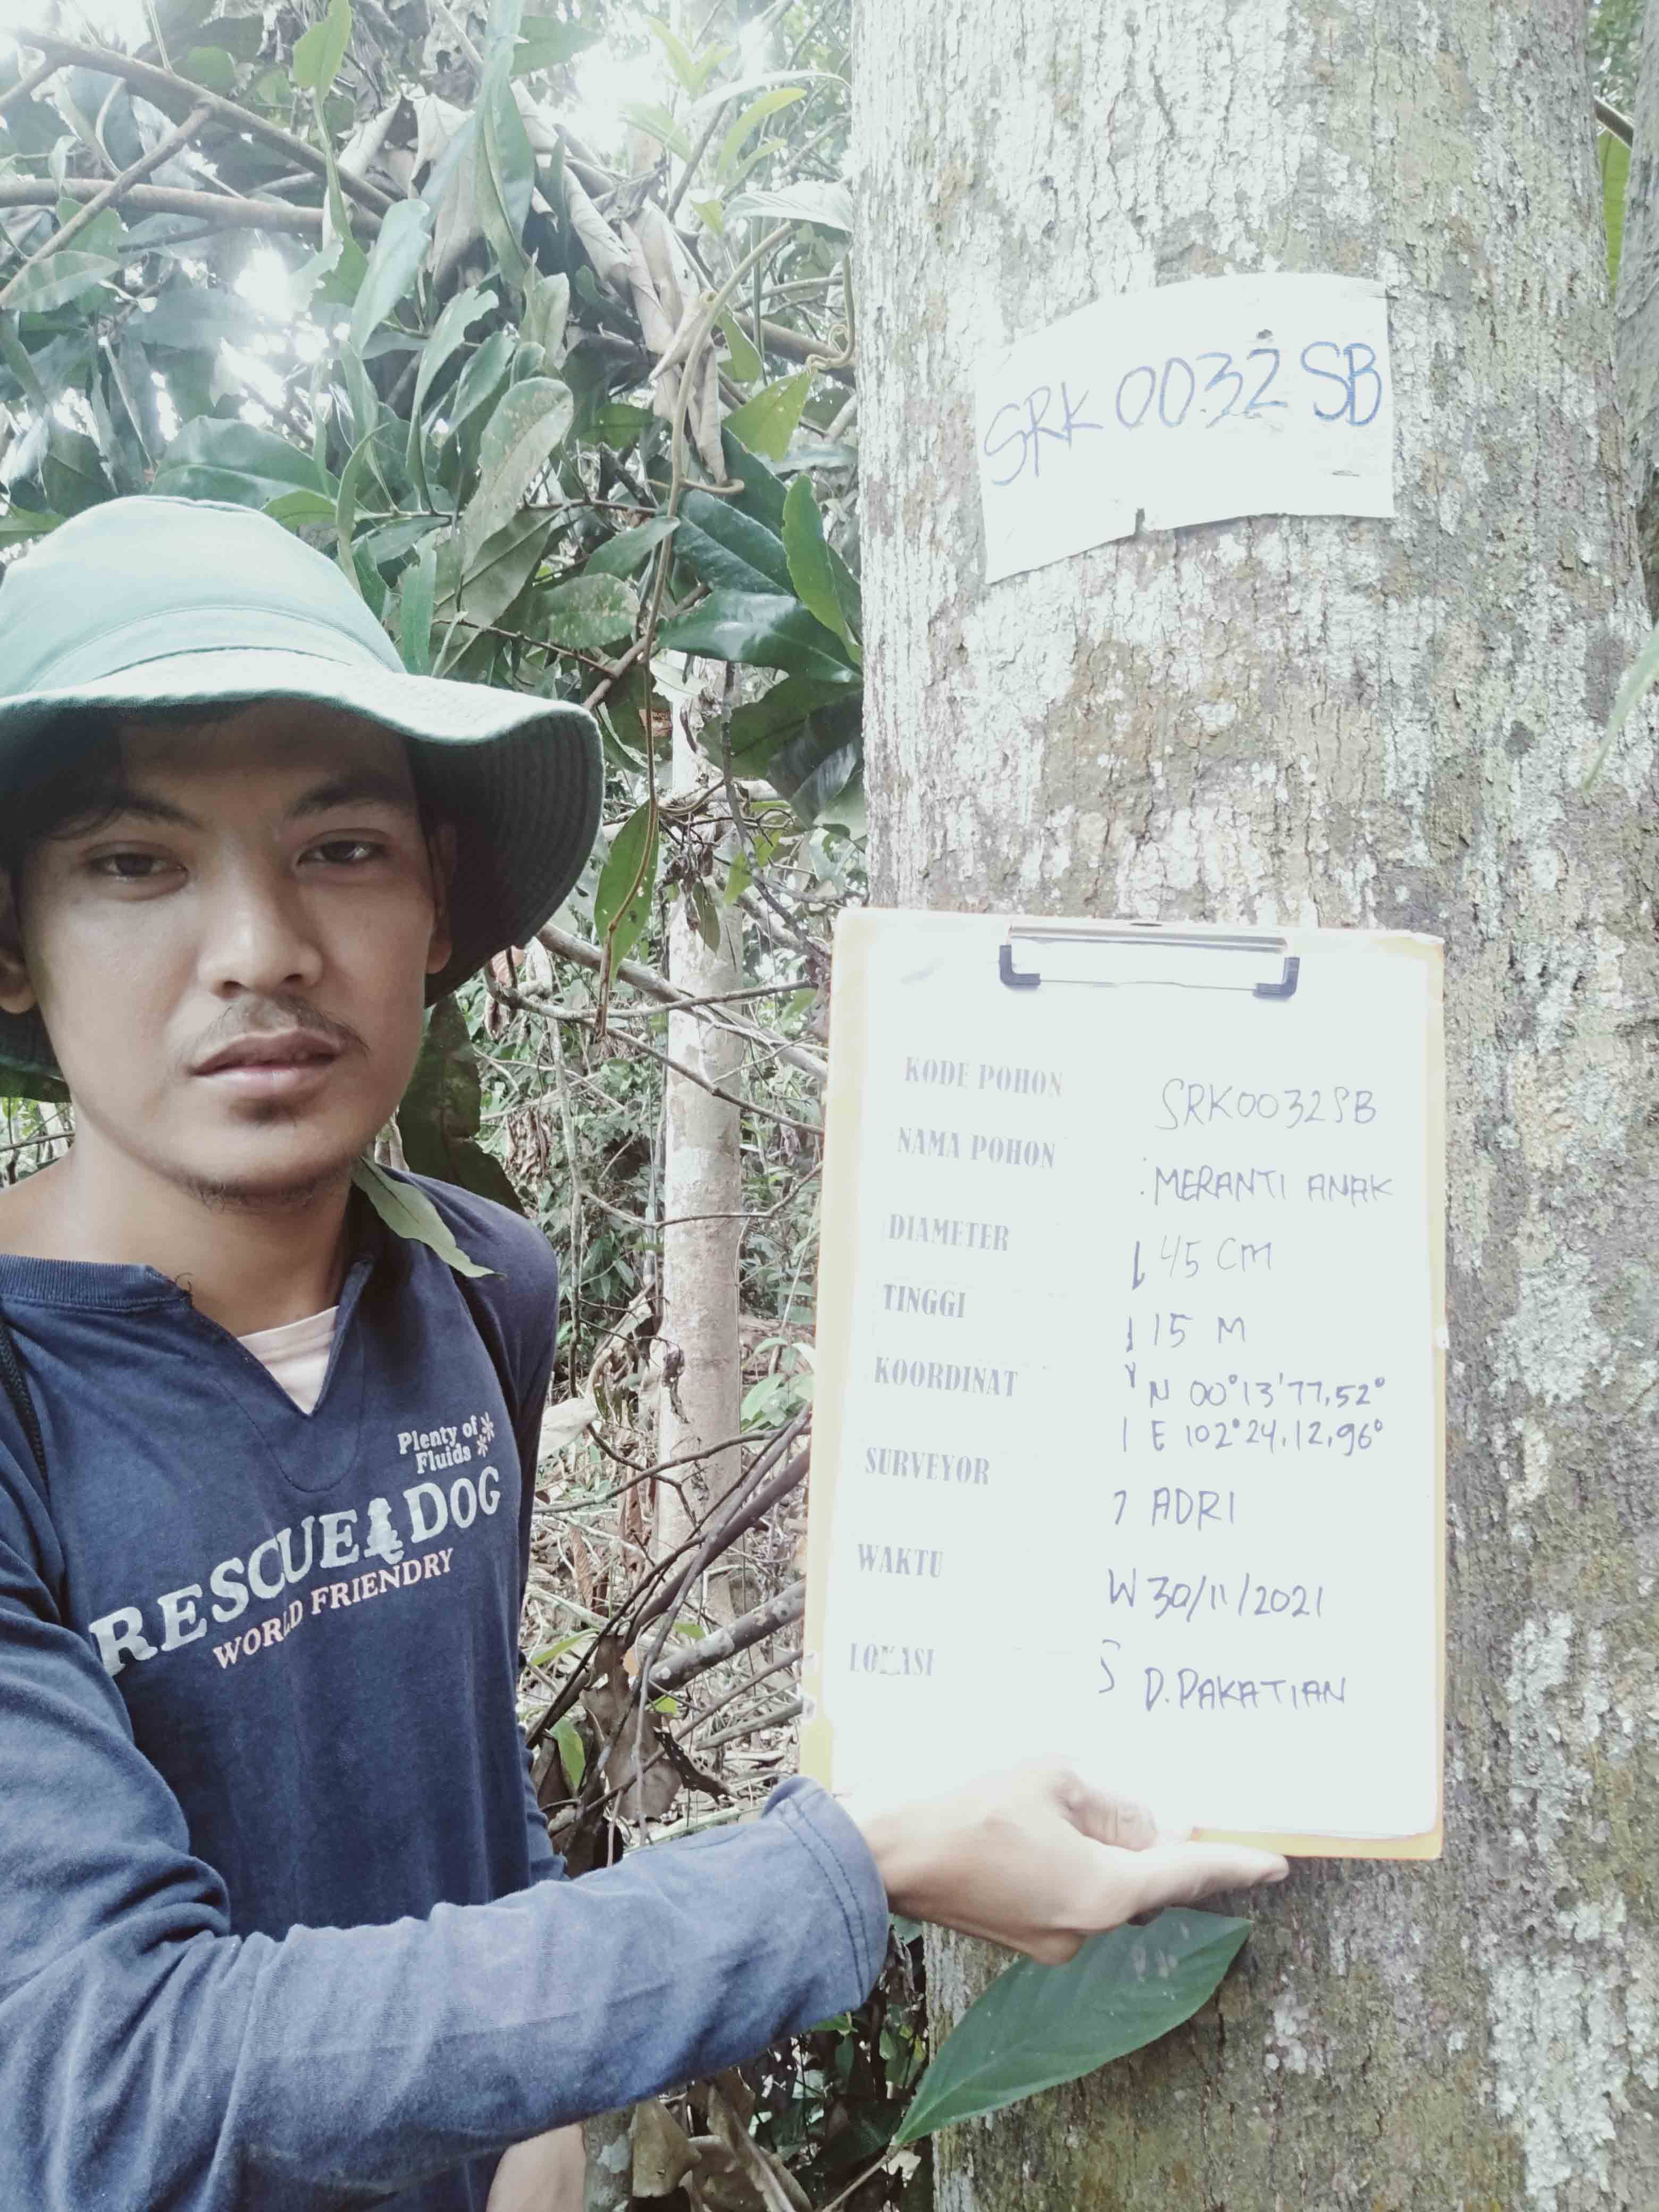 SRK 0032 SB
KODE POHON SRK0032SB
NAMA POHON : MERANTI ANAK
DIAMETER 45 CM
TINGGI 15 M
KOORDINAT N 00°13'77,52°
E 102°24,12,96°
SURVEYOR ADRI
WAKTU 30/11/2021
LOKASI D.PAKATIAN
Plenty of
Fluids
RESCUE DOG
WORLD FRIENDRY